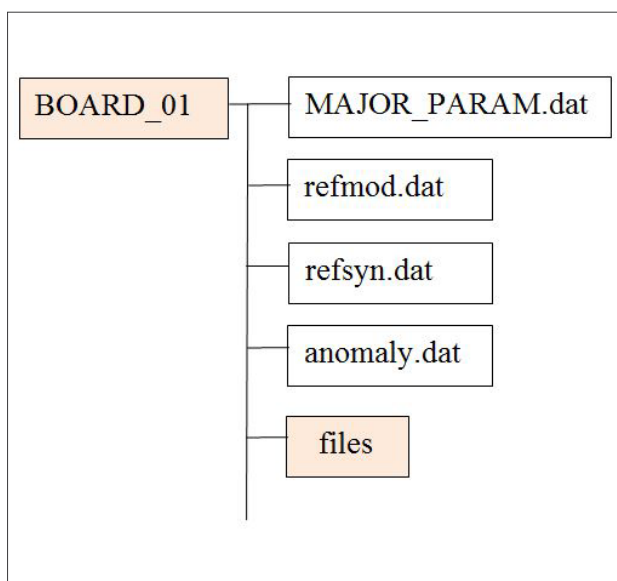 BOARD_01
MAJOR_PARAM.dat
refmod.dat
refsyn.dat
anomaly.dat
files